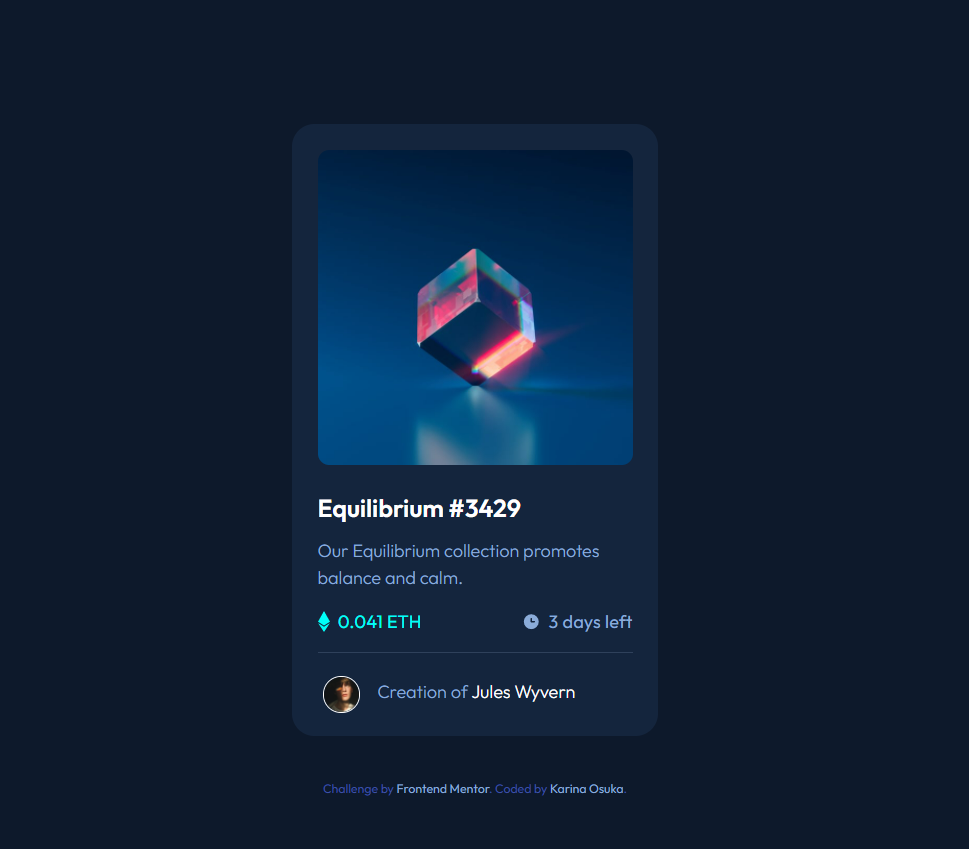 Equilibrium #3429
Our Equilibrium collection promotes
balance and calm.
0.041 ETH
3 days left
Creation of Jules Wyvern
Challenge by Frontend Mentor. Coded by Karina Osuka.